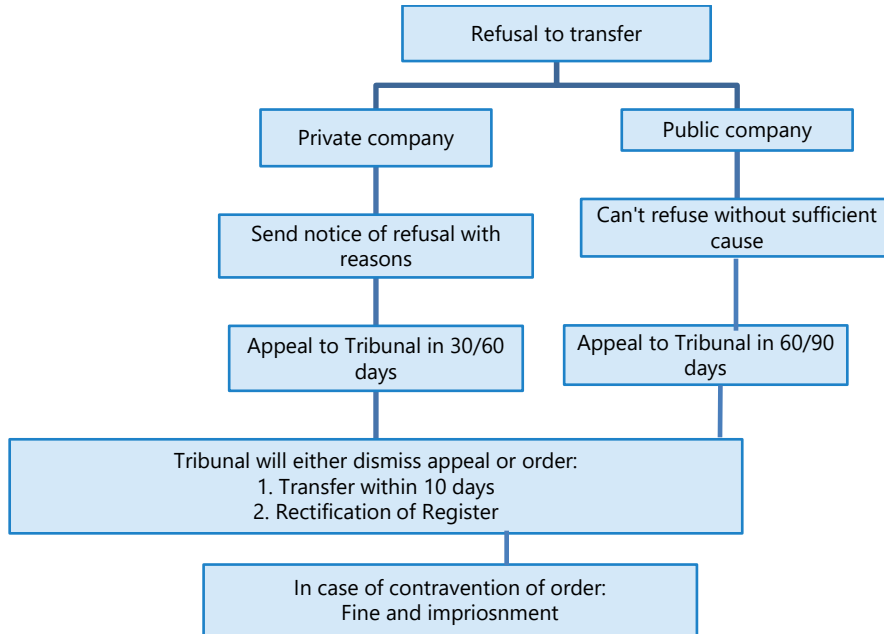 Refusal to transfer
Private company
Public company
Send notice of refusal with
reasons
Can't refuse without sufficient
cause
Appeal to Tribunal in 30/60
days
Appeal to Tribunal in 60/90
days
Tribunal will either dismiss appeal or order:
1. Transfer within 10 days
2. Rectification of Register
In case of contravention of order:
Fine and impriosnment